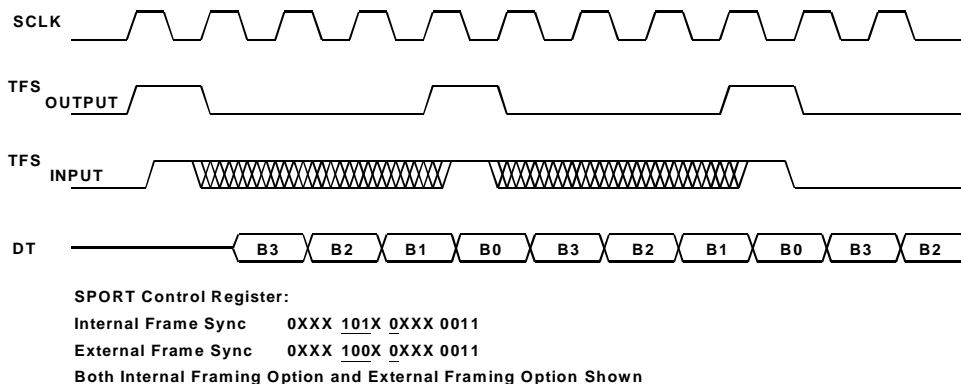 SCLK
TFS OUTPUT
TFS INPUT
DT B3 B2 B1 B0 B3 B2 B1 B0 B3 B2
SPORT Control Register:
Internal Frame Sync 0XXX 101X 0XXX 0011
External Frame Sync 0XXX 100X 0XXX 0011
Both Internal Framing Option and External Framing Option Shown